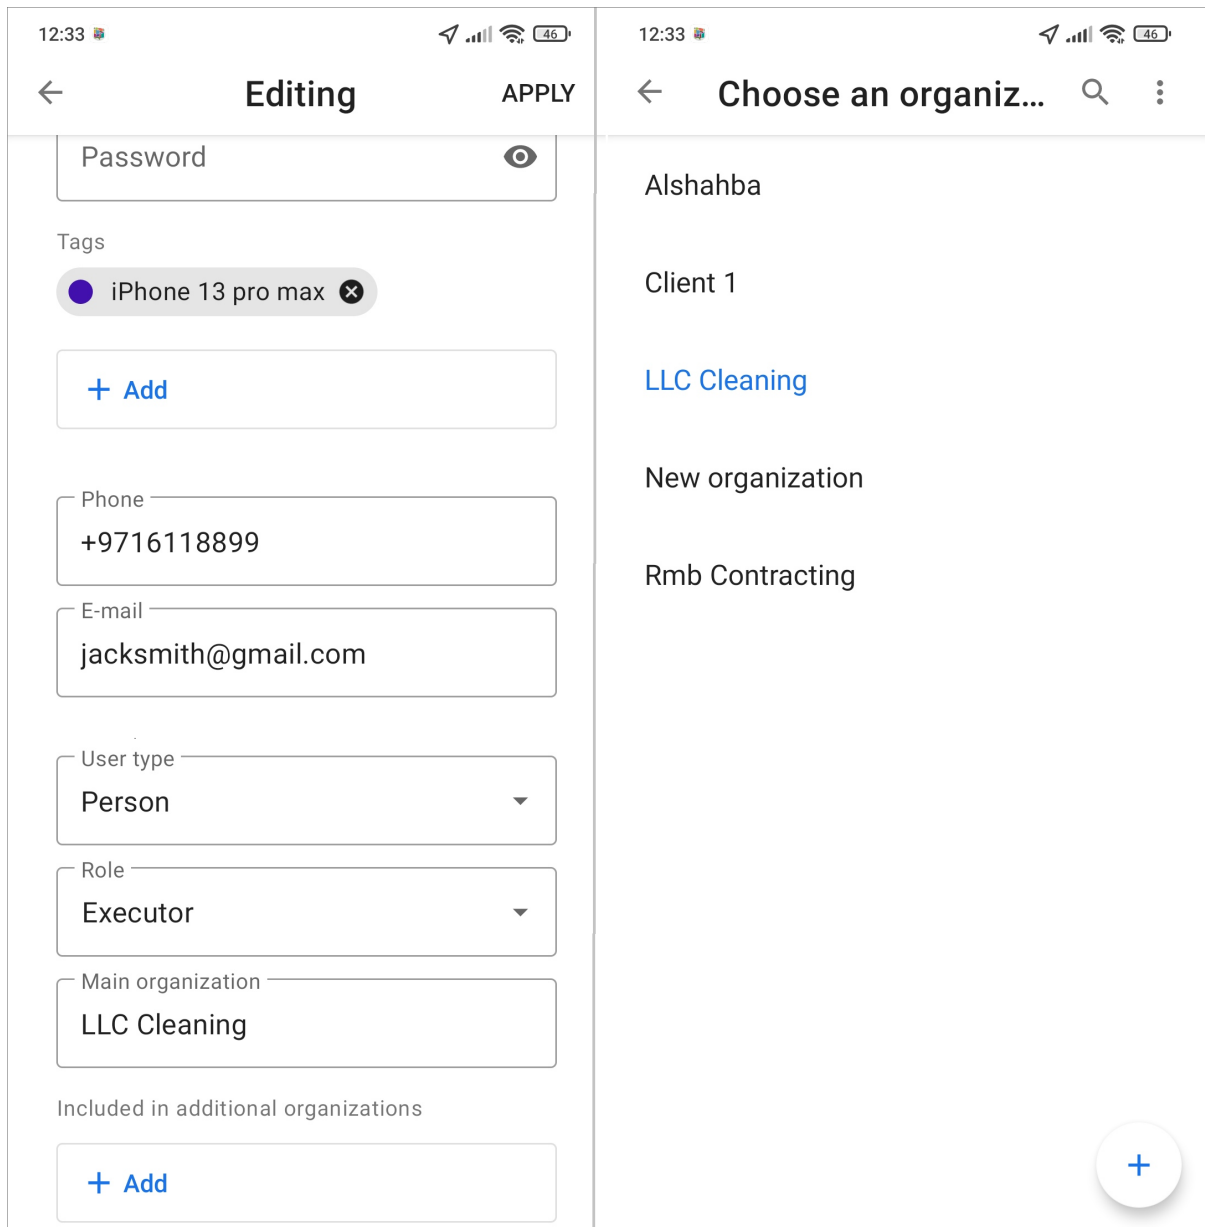 12:33
46
Editing
APPLY
Password
Tags
iPhone 13 pro max
+ Add
Phone
+9716118899
E-mail
jacksmith@gmail.com
User type
Person
Role
Executor
Main organization
LLC Cleaning
Included in additional organizations
+ Add
12:33
46
Choose an organiz...
Alshahba
Client 1
LLC Cleaning
New organization
Rmb Contracting
+